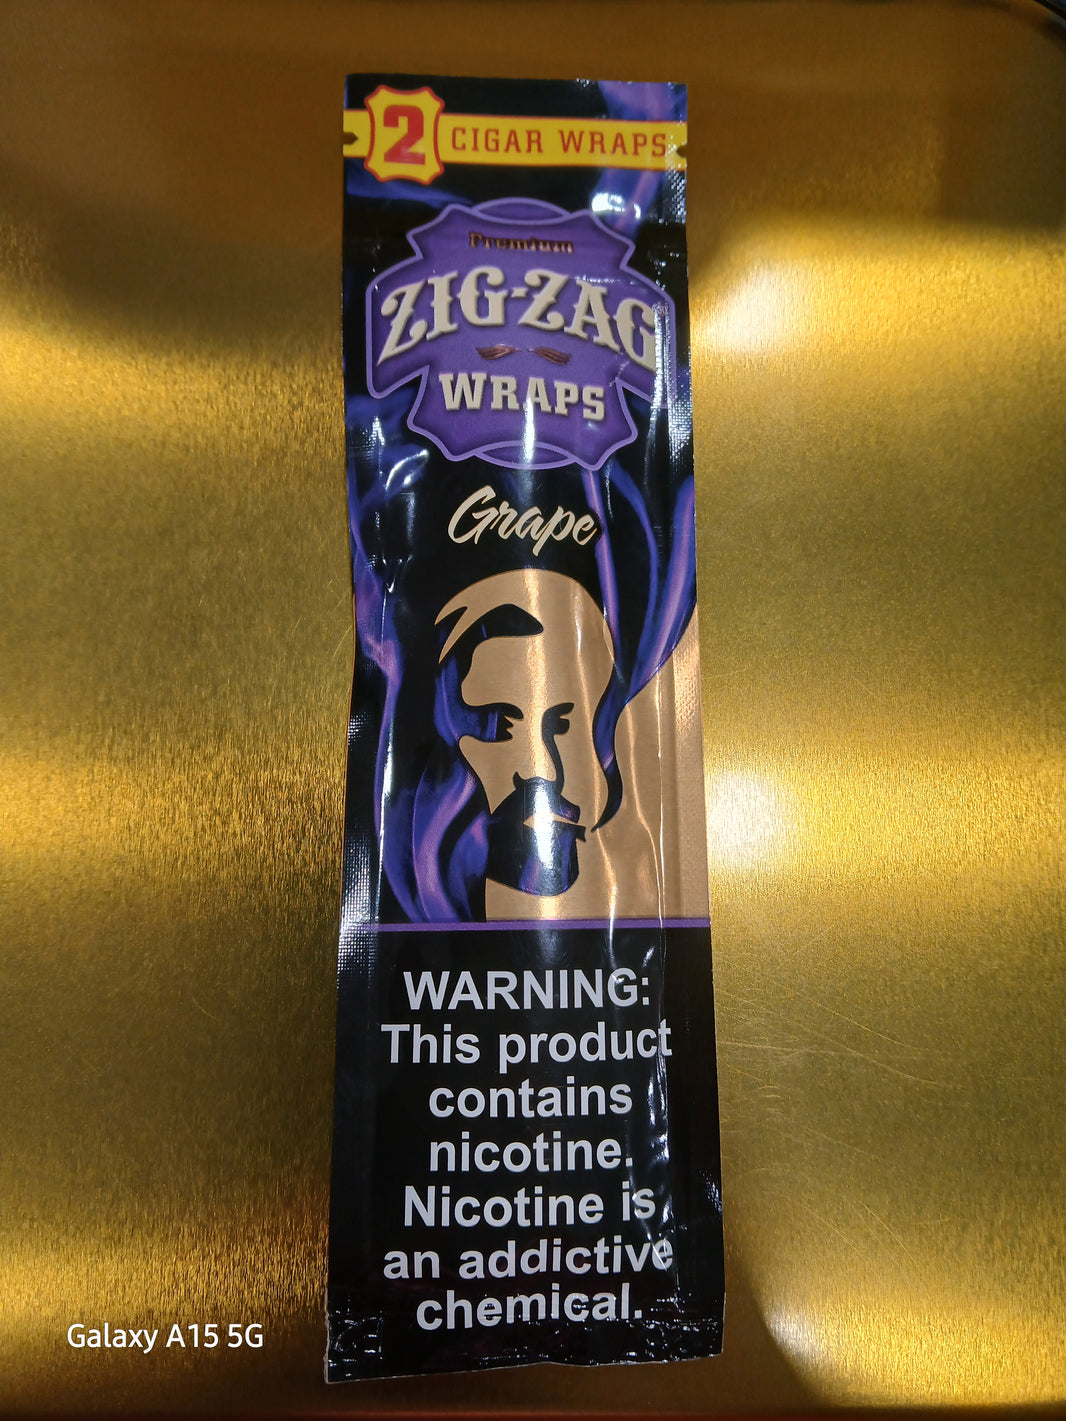 2 CIGAR WRAPS
Premium
ZIG-ZAG
WRAPS
Grape
WARNING:
This product
contains
nicotine.
Nicotine is
an addictive
chemical.
Galaxy A15 5G